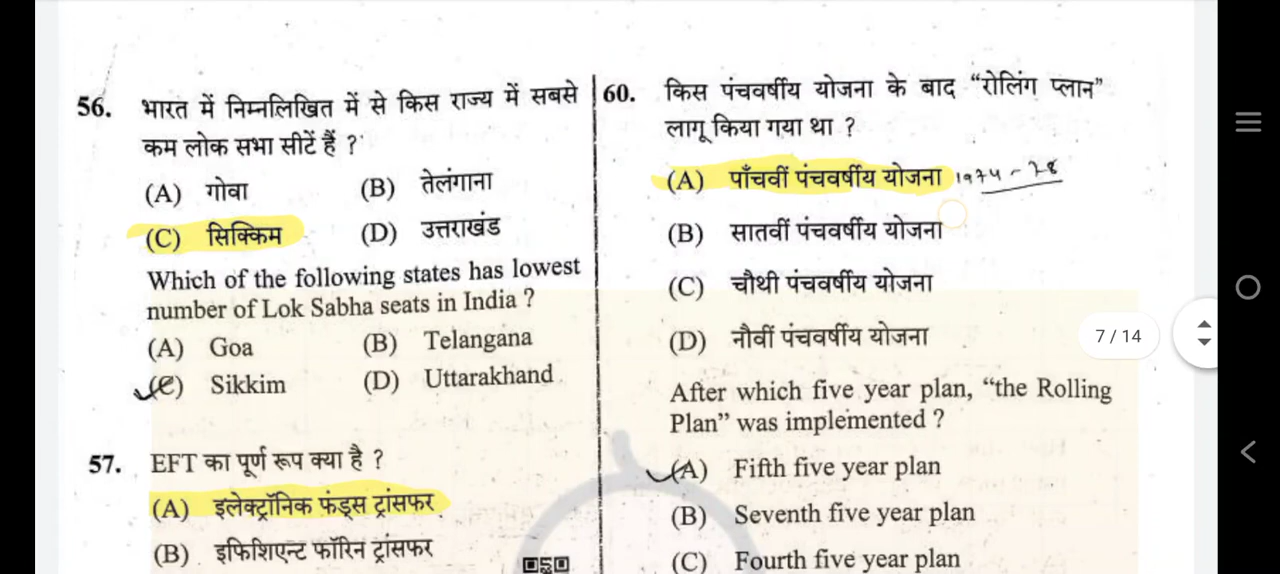 56. भारत में निम्नलिखित में से किस राज्य में सबसे
कम लोक सभा सीटें हैं ?
(A) गोवा (B) तेलंगाना
(C) सिक्किम (D) उत्तराखंड
Which of the following states has lowest
number of Lok Sabha seats in India ?
(A) Goa (B) Telangana
(C) Sikkim (D) Uttarakhand
57. EFT का पूर्ण रूप क्या है ?
(A) इलेक्ट्रॉनिक फंड्स ट्रांसफर
(B) इफिशिएन्ट फॉरिन ट्रांसफर
60. किस पंचवर्षीय योजना के बाद “रोलिंग प्लान”
लागू किया गया था ?
(A) पाँचवीं पंचवर्षीय योजना १९७४ - ७८
(B) सातवीं पंचवर्षीय योजना
(C) चौथी पंचवर्षीय योजना
(D) नौवीं पंचवर्षीय योजना
After which five year plan, “the Rolling
Plan” was implemented ?
(A) Fifth five year plan
(B) Seventh five year plan
(C) Fourth five year plan
7 / 14